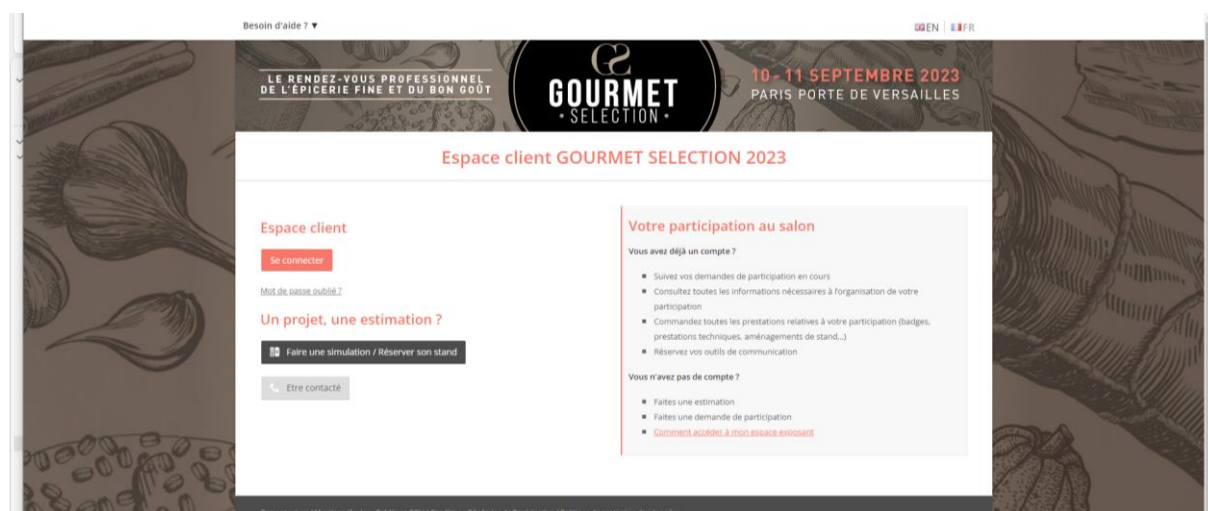 Besoin d'aide ? ▼
EN | FR
LE RENDEZ-VOUS PROFESSIONNEL
DE L'ÉPICERIE FINE ET DU BON GOÛT
GS
GOURMET
• SELECTION •
10 - 11 SEPTEMBRE 2023
PARIS PORTE DE VERSAILLES
Espace client GOURMET SELECTION 2023
Espace client
Se connecter
Mot de passe oublié ?
Un projet, une estimation ?
Faire une simulation / Réserver son stand
Etre contacté
Votre participation au salon
Vous avez déjà un compte ?
Suivez vos demandes de participation en cours
Consultez toutes les informations nécessaires à l'organisation de votre
participation
Commandez toutes les prestations relatives à votre participation (badges,
prestations techniques, aménagements de stand...)
Réservez vos outils de communication
Vous n'avez pas de compte ?
Faites une estimation
Faites une demande de participation
Comment accéder à mon espace exposant